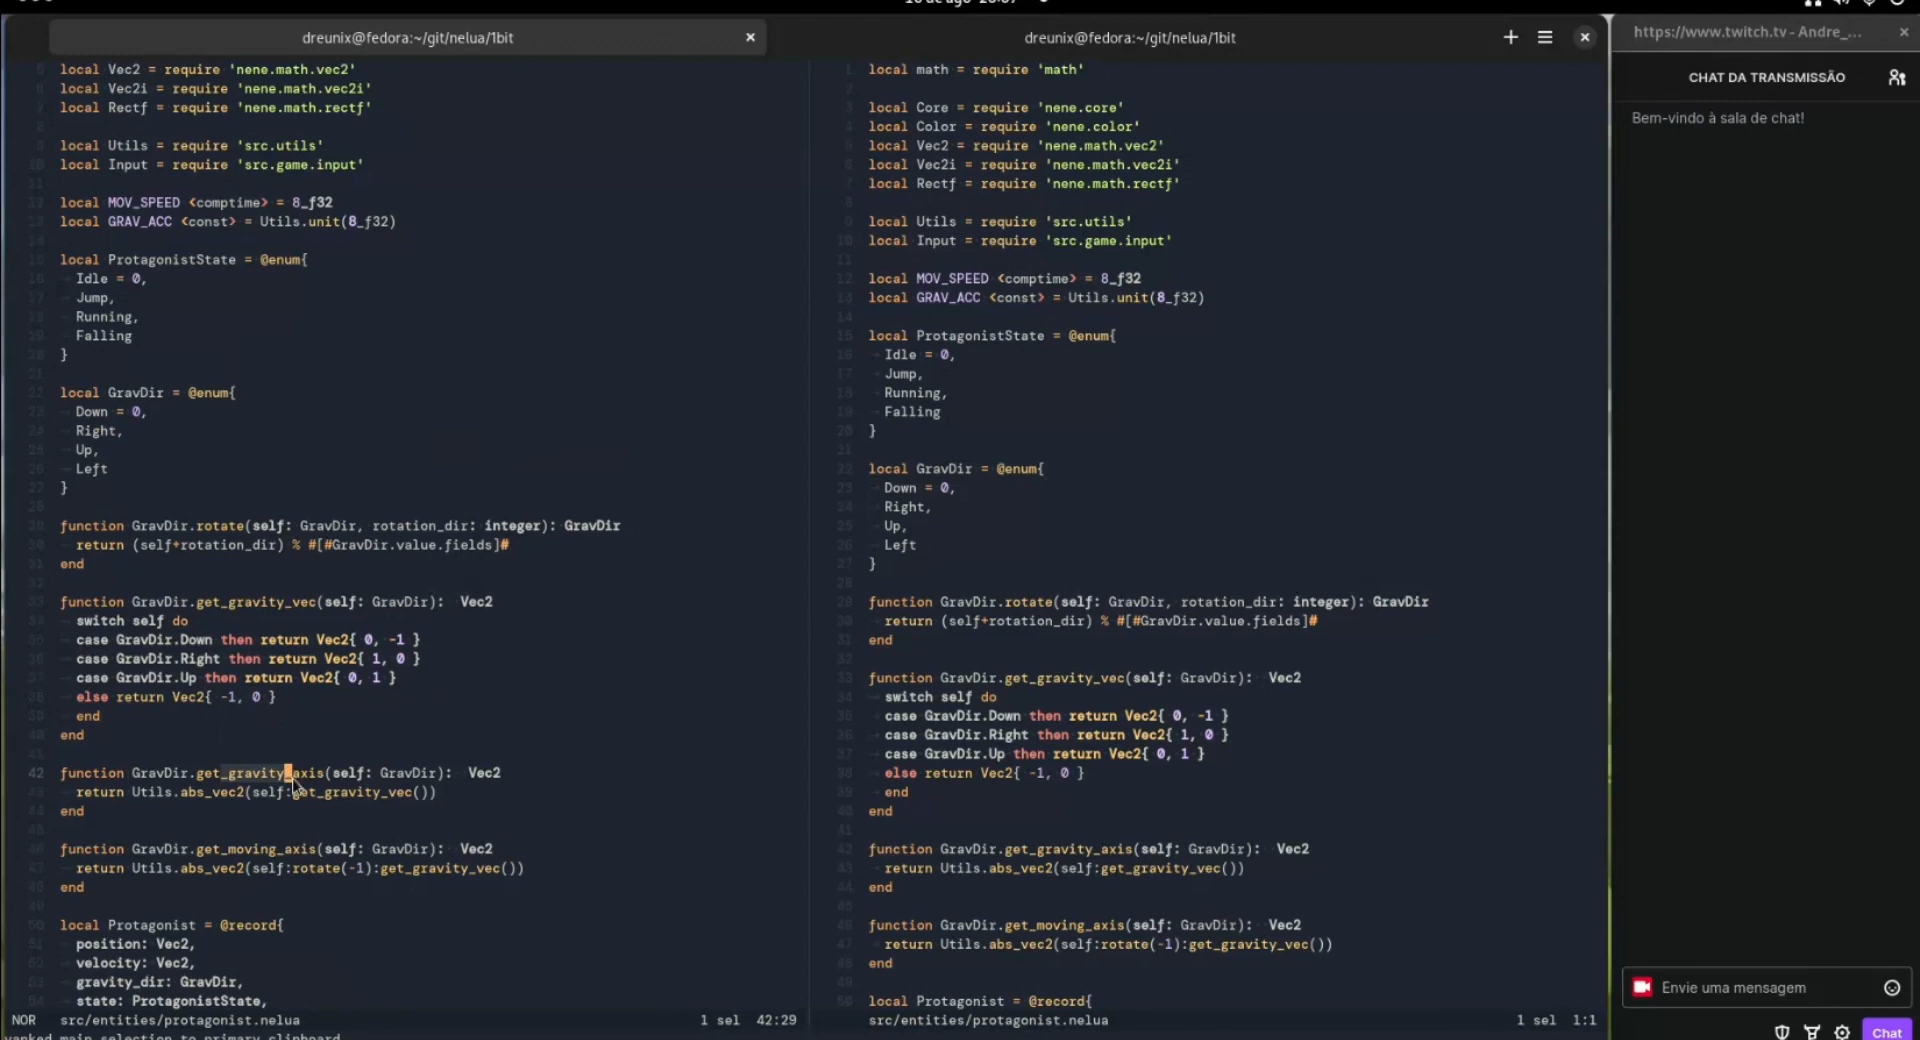 dreunix@fedora:~/git/nelua/1bit
dreunix@fedora:~/git/nelua/1bit
local Vec2 = require 'nene.math.vec2'
local Vec2i = require 'nene.math.vec2i'
local Rectf = require 'nene.math.rectf'
local Utils = require 'src.utils'
local Input = require 'src.game.input'
local MOV_SPEED <comptime> = 8_f32
local GRAV_ACC <const> = Utils.unit(8_f32)
local ProtagonistState = @enum{
Idle = 0,
Jump,
Running,
Falling
}
local GravDir = @enum{
Down = 0,
Right,
Up,
Left
}
function GravDir.rotate(self: GravDir, rotation_dir: integer): GravDir
return (self+rotation_dir) % #[#GravDir.value.fields]#
end
function GravDir.get_gravity_vec(self: GravDir): Vec2
switch self do
case GravDir.Down then return Vec2{ 0, -1 }
case GravDir.Right then return Vec2{ 1, 0 }
case GravDir.Up then return Vec2{ 0, 1 }
else return Vec2{ -1, 0 }
end
end
42 function GravDir.get_gravity_axis(self: GravDir): Vec2
return Utils.abs_vec2(self:get_gravity_vec())
end
function GravDir.get_moving_axis(self: GravDir): Vec2
return Utils.abs_vec2(self:rotate(-1):get_gravity_vec())
end
local Protagonist = @record{
position: Vec2,
velocity: Vec2,
gravity_dir: GravDir,
state: ProtagonistState,
NOR src/entities/protagonist.nelua 1 sel 42:29
yanked main selection to primary clipboard
local math = require 'math'
local Core = require 'nene.core'
local Color = require 'nene.color'
local Vec2 = require 'nene.math.vec2'
local Vec2i = require 'nene.math.vec2i'
local Rectf = require 'nene.math.rectf'
local Utils = require 'src.utils'
local Input = require 'src.game.input'
local MOV_SPEED <comptime> = 8_f32
local GRAV_ACC <const> = Utils.unit(8_f32)
local ProtagonistState = @enum{
Idle = 0,
Jump,
Running,
Falling
}
local GravDir = @enum{
Down = 0,
Right,
Up,
Left
}
function GravDir.rotate(self: GravDir, rotation_dir: integer): GravDir
return (self+rotation_dir) % #[#GravDir.value.fields]#
end
function GravDir.get_gravity_vec(self: GravDir): Vec2
switch self do
case GravDir.Down then return Vec2{ 0, -1 }
case GravDir.Right then return Vec2{ 1, 0 }
case GravDir.Up then return Vec2{ 0, 1 }
else return Vec2{ -1, 0 }
end
end
function GravDir.get_gravity_axis(self: GravDir): Vec2
return Utils.abs_vec2(self:get_gravity_vec())
end
function GravDir.get_moving_axis(self: GravDir): Vec2
return Utils.abs_vec2(self:rotate(-1):get_gravity_vec())
end
local Protagonist = @record{
src/entities/protagonist.nelua 1 sel 1:1
https://www.twitch.tv - Andre_...
CHAT DA TRANSMISSÃO
Bem-vindo à sala de chat!
Envie uma mensagem
Chat